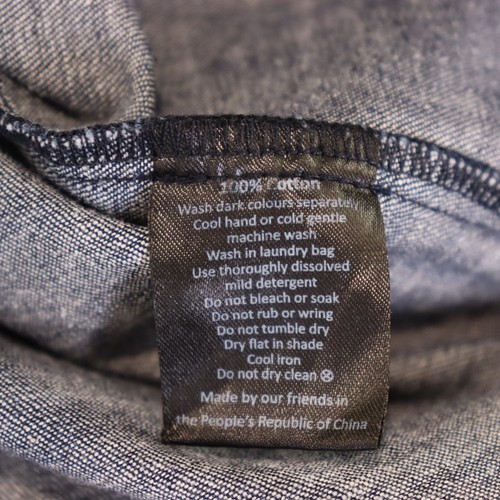 100% Cotton
Wash dark colours separately
Cool hand or cold gentle
machine wash
Wash in laundry bag
Use thoroughly dissolved
mild detergent
Do not bleach or soak
Do not rub or wring
Do not tumble dry
Dry flat in shade
Cool iron
Do not dry clean ⊗
Made by our friends in
the People's Republic of China